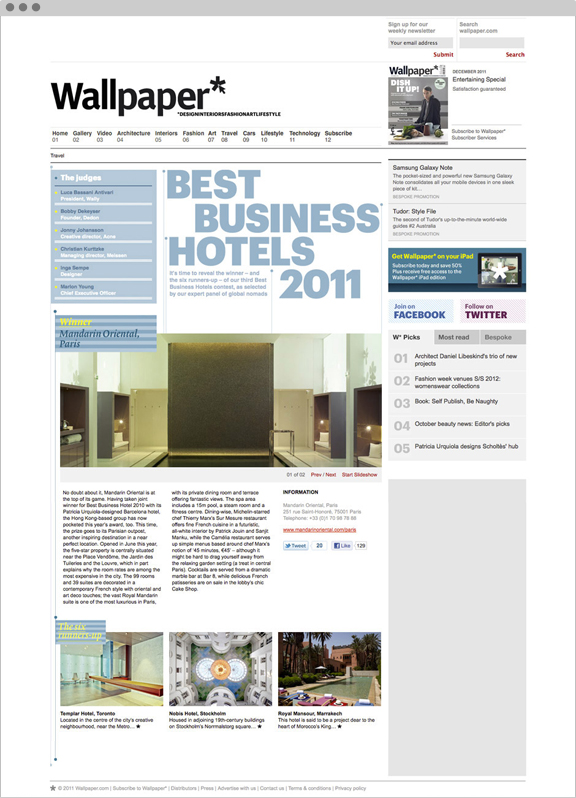 Sign up for our
weekly newsletter
Your email address
Submit
Search
wallpaper.com
Search
Wallpaper*
*DESIGNINTERIORSFASHIONARTLIFESTYLE
Wallpaper*
DISH
IT UP!
DECEMBER 2011
Entertaining Special
Satisfaction guaranteed
Subscribe to Wallpaper*
Subscriber Services
Home Gallery Video Architecture Interiors Fashion Art Travel Cars Lifestyle Technology Subscribe
01 02 03 04 05 06 07 08 09 10 11 12
Travel
The judges
Luca Bassani Antivari
President, Wally
Bobby Dekeyser
Founder, Dedon
Jonny Johansson
Creative director, Acne
Christian Kurtzke
Managing director, Meissen
Inga Sempe
Designer
Marion Young
Chief Executive Officer
BEST
BUSINESS
HOTELS
2011
It's time to reveal the winner – and
the six runners-up – of our third Best
Business Hotels contest, as selected
by our expert panel of global nomads
Winner
Mandarin Oriental,
Paris
01 of 02 Prev / Next Start Slideshow
No doubt about it, Mandarin Oriental is at
the top of its game. Having taken joint
winner for Best Business Hotel 2010 with its
Patricia Urquiola-designed Barcelona hotel,
the Hong Kong-based group has now
pocketed this year's award, too. This time,
the prize goes to its Parisian outpost,
another inspiring destination in a near
perfect location. Opened in June this year,
the five-star property is centrally situated
near the Place Vendôme, the Jardin des
Tuileries and the Louvre, which in part
explains why the room rates are among the
most expensive in the city. The 99 rooms
and 39 suites are decorated in a
contemporary French style with oriental and
art deco touches; the vast Royal Mandarin
suite is one of the most luxurious in Paris,
with its private dining room and terrace
offering fantastic views. The spa area
includes a 15m pool, a steam room and a
fitness centre. Dining-wise, Michelin-starred
chef Thierry Marx's Sur Mesure restaurant
offers fine French cuisine in a futuristic,
all-white interior by Patrick Jouin and Sanjit
Manku, while the Caméla restaurant serves
up simple menus based around chef Marx's
notion of '45 minutes, €45' – although it
might be hard to drag yourself away from
the relaxing garden setting (a treat in central
Paris). Cocktails are served from a dramatic
marble bar at Bar 8, while delicious French
patisseries are on sale in the lobby's chic
Cake Shop.
INFORMATION
Mandarin Oriental, Paris
251 rue Saint-Honoré, 75001 Paris
Telephone: +33 (0)1 70 98 78 88
www.mandarinoriental.com/paris
Tweet 20 Like 129
The six
runners-up
Templar Hotel, Toronto
Located in the centre of the city's creative
neighbourhood, near the Metro...
Nobis Hotel, Stockholm
Housed in adjoining 19th-century buildings
on Stockholm's Norrmalstorg square...
Royal Mansour, Marrakech
This hotel is said to be a project dear to the
heart of Morocco's King...
Samsung Galaxy Note
The pocket-sized and powerful new Samsung Galaxy
Note consolidates all your mobile devices in one sleek
piece of kit...
BESPOKE PROMOTION
Tudor: Style File
The second of Tudor's up-to-the-minute world-wide
guides #2 Australia
BESPOKE PROMOTION
Get Wallpaper* on your iPad
Subscribe today and save 50%
Plus receive free access to the
Wallpaper* iPad edition
Join on
FACEBOOK
Follow on
TWITTER
W* Picks Most read Bespoke
01 Architect Daniel Libeskind's trio of new
projects
02 Fashion week venues S/S 2012:
womenswear collections
03 Book: Self Publish, Be Naughty
04 October beauty news: Editor's picks
05 Patricia Urquiola designs Scholtès' hub
© 2011 Wallpaper.com | Subscribe to Wallpaper* | Distributors | Press | Advertise with us | Contact us | Terms & conditions | Privacy policy